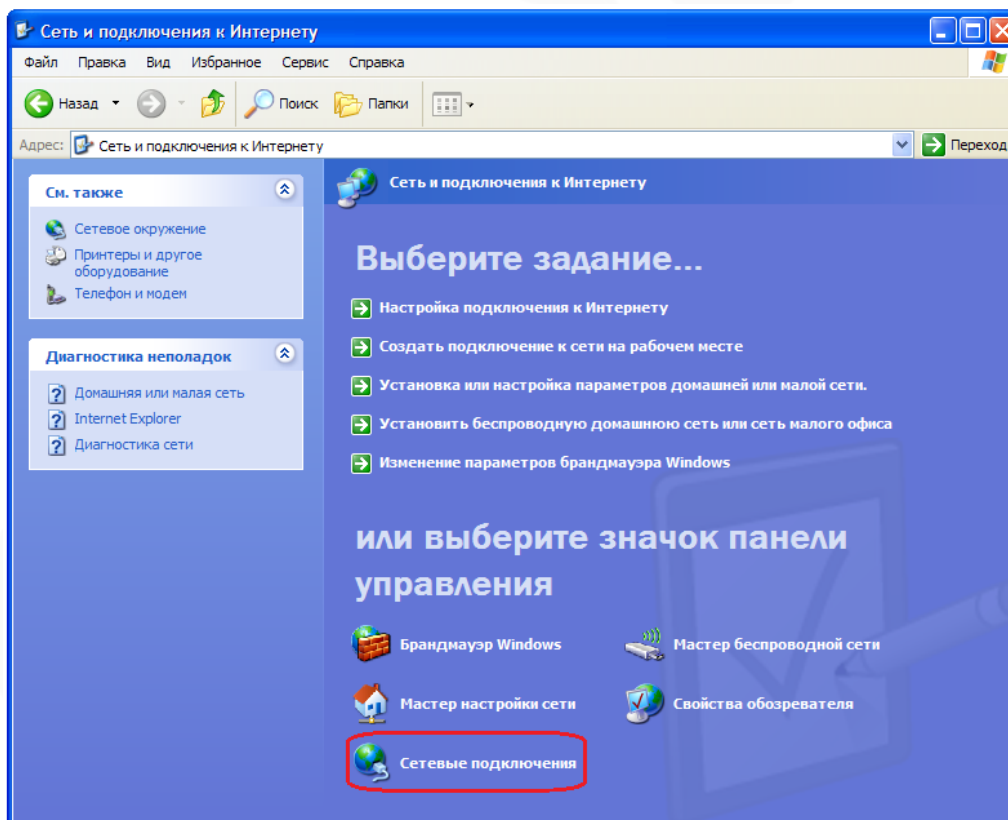 Сеть и подключения к Интернету
Файл Правка Вид Избранное Сервис Справка
Назад Поиск Папки
Адрес: Сеть и подключения к Интернету Переход
См. также
Сетевое окружение
Принтеры и другое
оборудование
Телефон и модем
Диагностика неполадок
Домашняя или малая сеть
Internet Explorer
Диагностика сети
Сеть и подключения к Интернету
Выберите задание...
Настройка подключения к Интернету
Создать подключение к сети на рабочем месте
Установка или настройка параметров домашней или малой сети.
Установить беспроводную домашнюю сеть или сеть малого офиса
Изменение параметров брандмауэра Windows
или выберите значок панели
управления
Брандмауэр Windows Мастер беспроводной сети
Мастер настройки сети Свойства обозревателя
Сетевые подключения